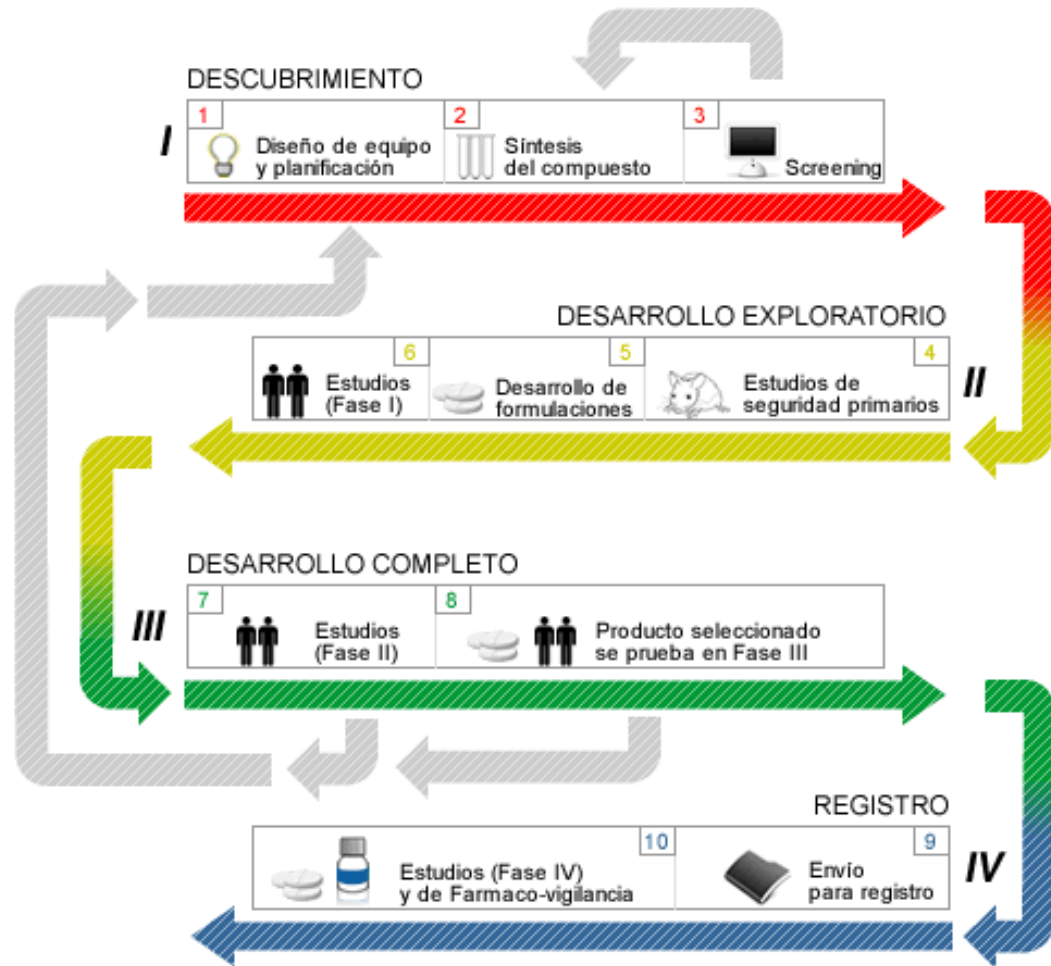 DESCUBRIMIENTO
I
1
Diseño de equipo
y planificación
2
Síntesis
del compuesto
3
Screening
DESARROLLO EXPLORATORIO
II
6
Estudios
(Fase I)
5
Desarrollo de
formulaciones
4
Estudios de
seguridad primarios
DESARROLLO COMPLETO
III
7
Estudios
(Fase II)
8
Producto seleccionado
se prueba en Fase III
REGISTRO
IV
10
Estudios (Fase IV)
y de Farmaco-vigilancia
9
Envío
para registro